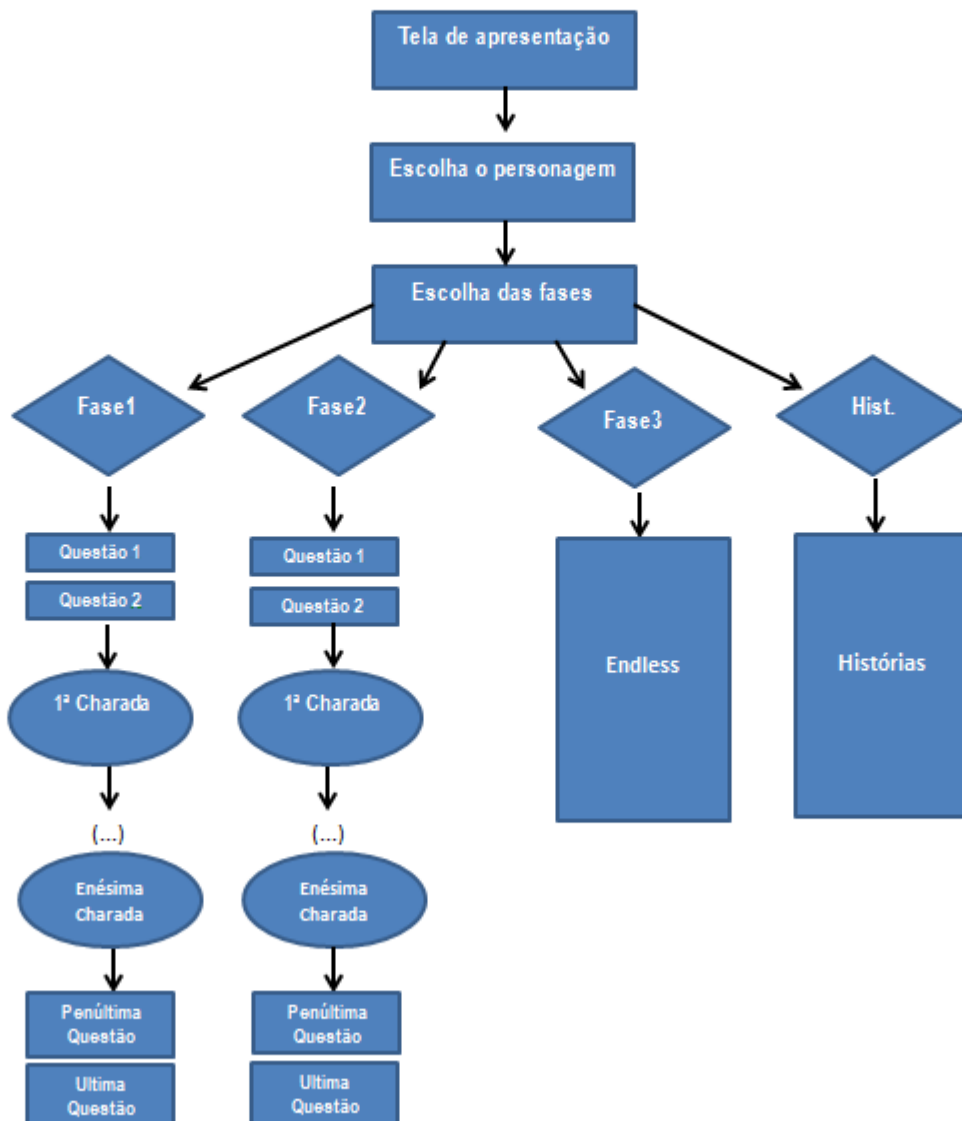 Tela de apresentação
Escolha o personagem
Escolha das fases
Fase1
Fase2
Fase3
Hist.
Questão 1
Questão 2
1ª Charada
(...)
Enésima
Charada
Penúltima
Questão
Ultima
Questão
Questão 1
Questão 2
1ª Charada
(...)
Enésima
Charada
Penúltima
Questão
Ultima
Questão
Endless
Histórias